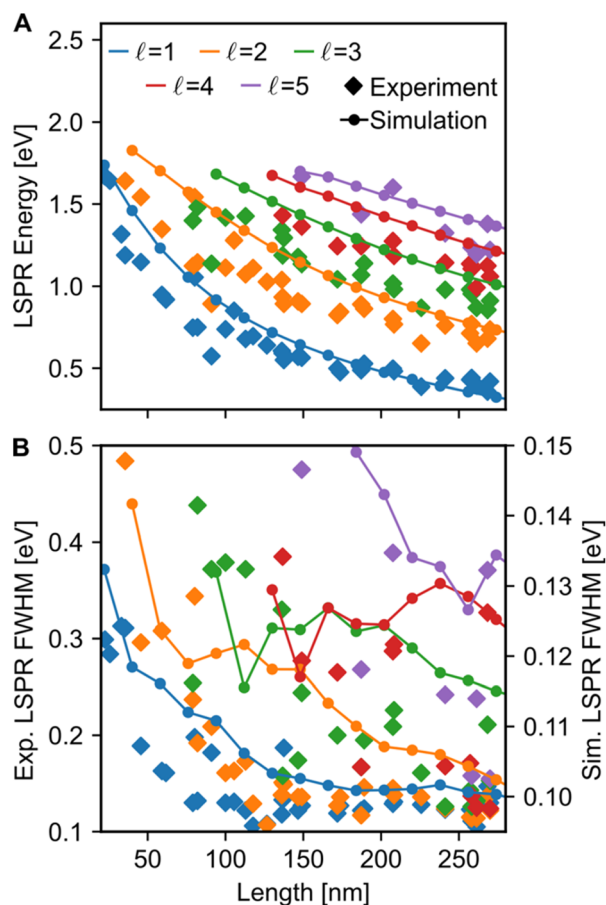 A
LSPR Energy [eV]
2.5
2.0
1.5
1.0
0.5
ℓ=1 ℓ=2 ℓ=3
ℓ=4 ℓ=5 Experiment
Simulation
B
Exp. LSPR FWHM [eV]
0.5
0.4
0.3
0.2
0.1
0.15
0.14
0.13
0.12
0.11
0.10
Sim. LSPR FWHM [eV]
50 100 150 200 250
Length [nm]